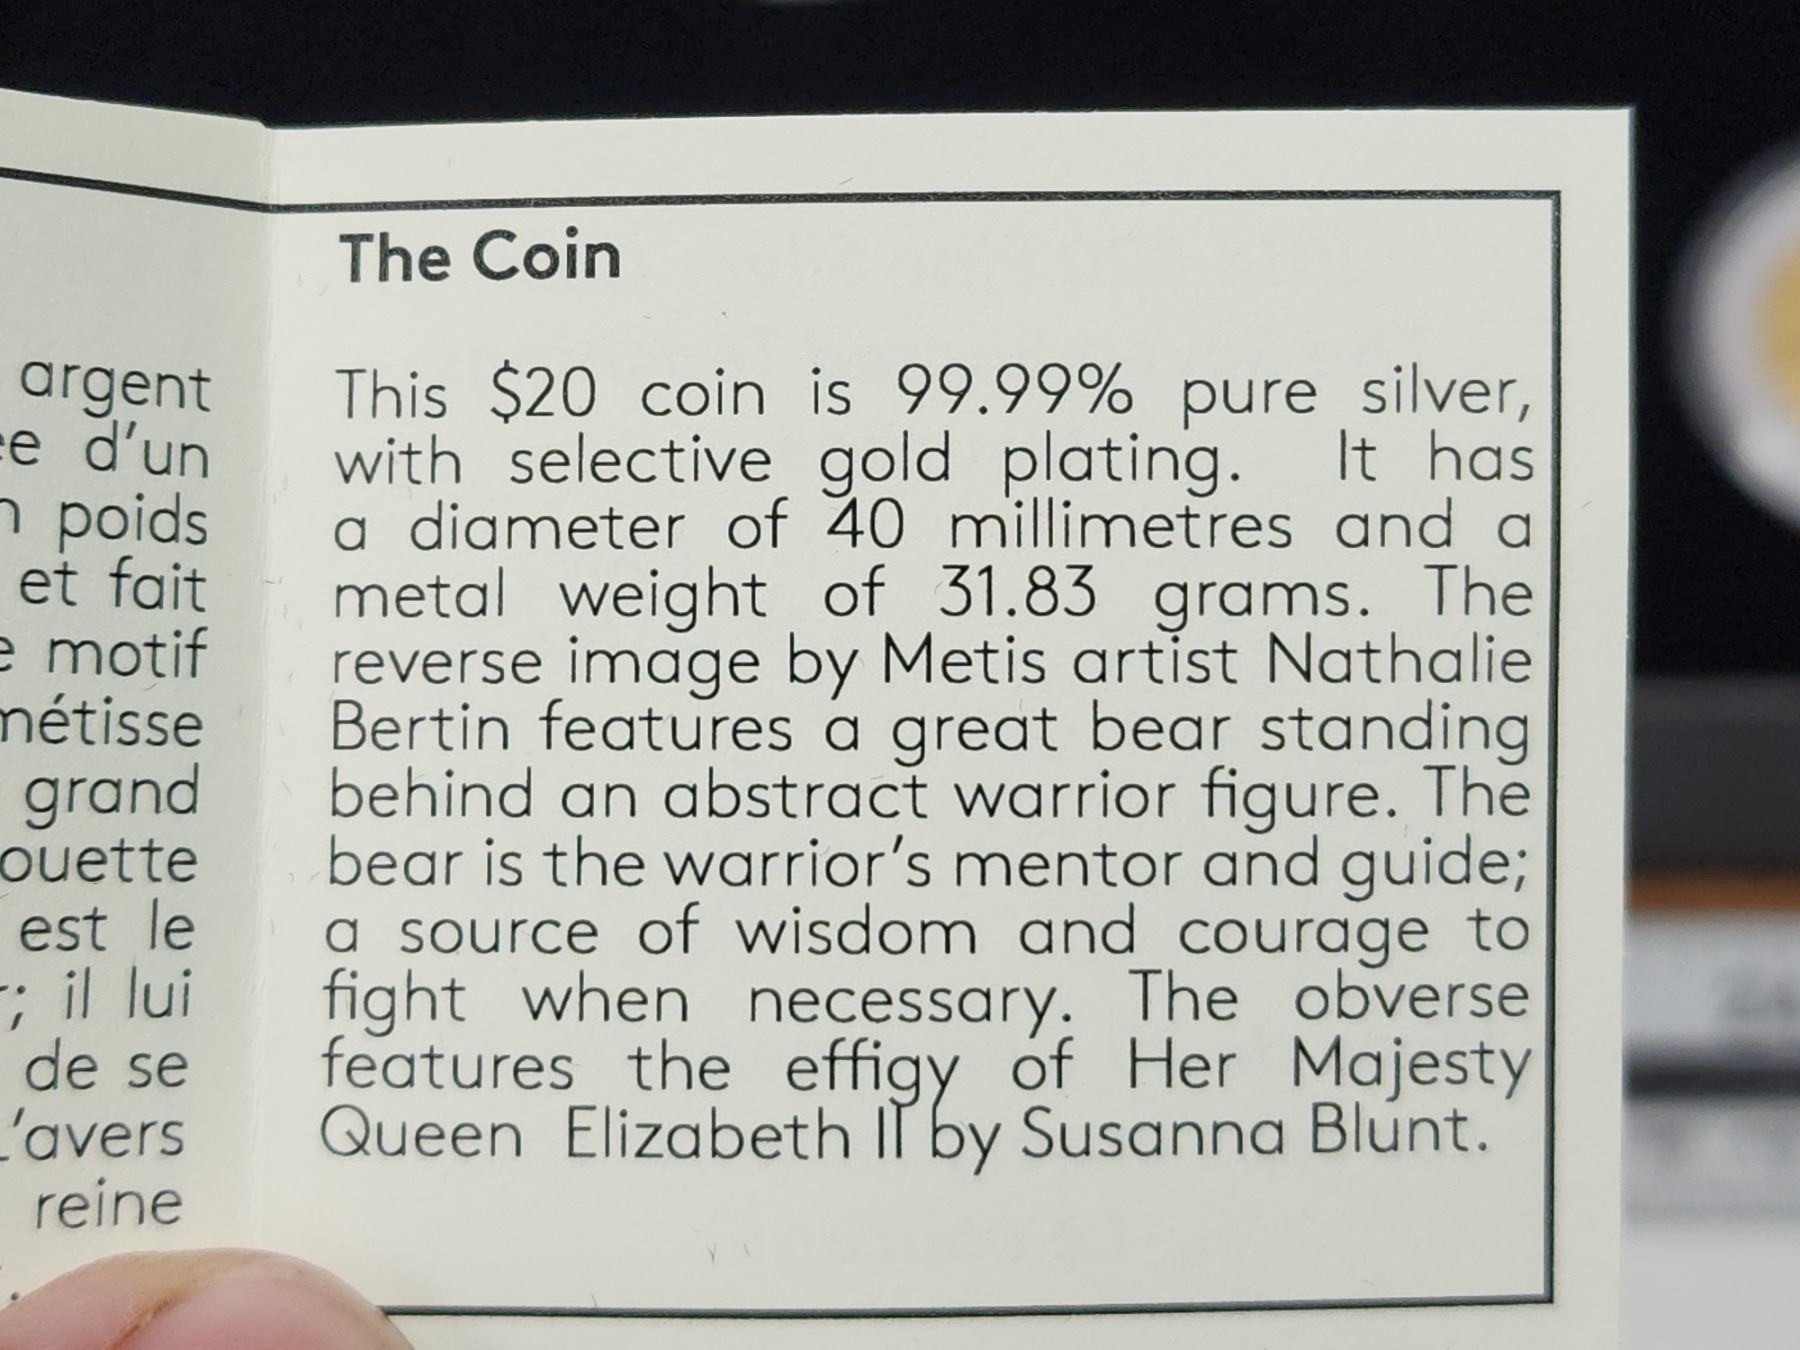 argent
d'un
poids
et fait
motif
métisse
grand
est le
il lui
de se
L'avers
reine
The Coin
This $20 coin is 99.99% pure silver,
with selective gold plating. It has
a diameter of 40 millimetres and a
metal weight of 31.83 grams. The
reverse image by Metis artist Nathalie
Bertin features a great bear standing
behind an abstract warrior figure. The
bear is the warrior's mentor and guide;
a source of wisdom and courage to
fight when necessary. The obverse
features the effigy of Her Majesty
Queen Elizabeth II by Susanna Blunt.